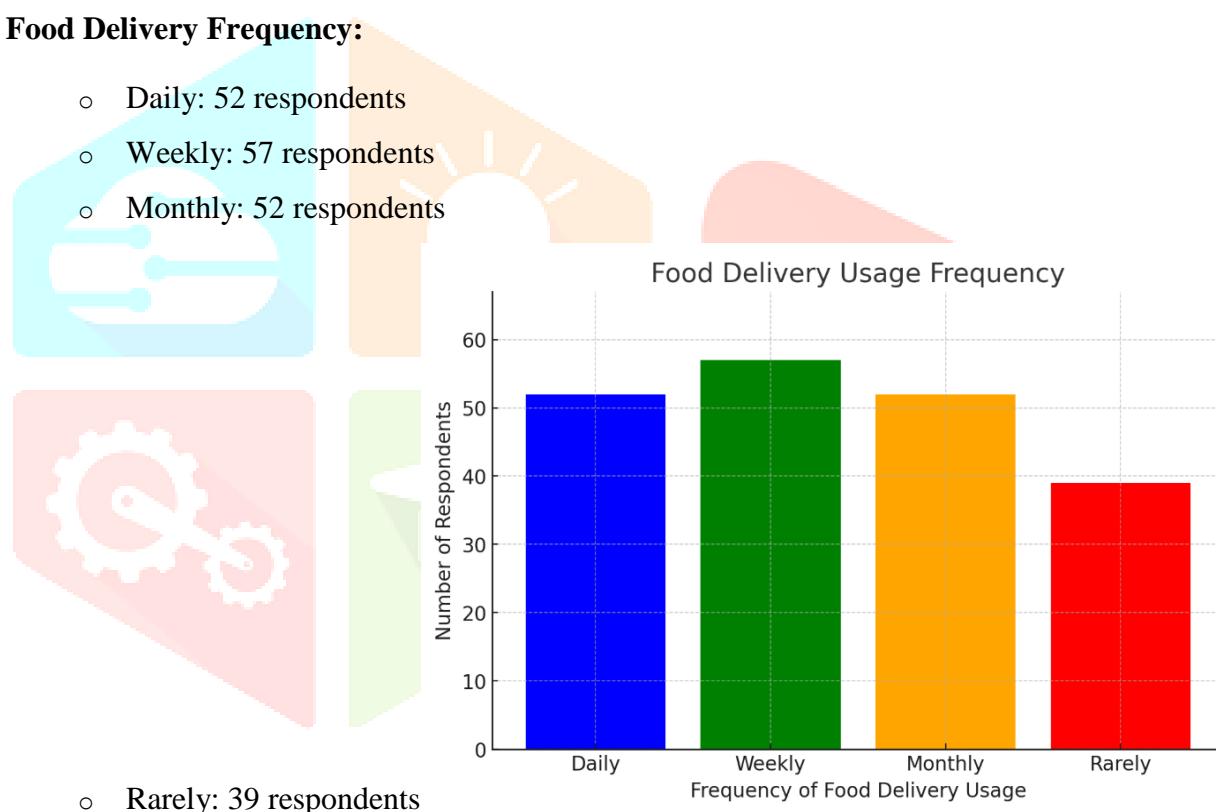 Food Delivery Frequency:
o Daily: 52 respondents
o Weekly: 57 respondents
o Monthly: 52 respondents
Food Delivery Usage Frequency
Number of Respondents
60
50
40
30
20
10
0
Daily Weekly Monthly Rarely
Frequency of Food Delivery Usage
o Rarely: 39 respondents